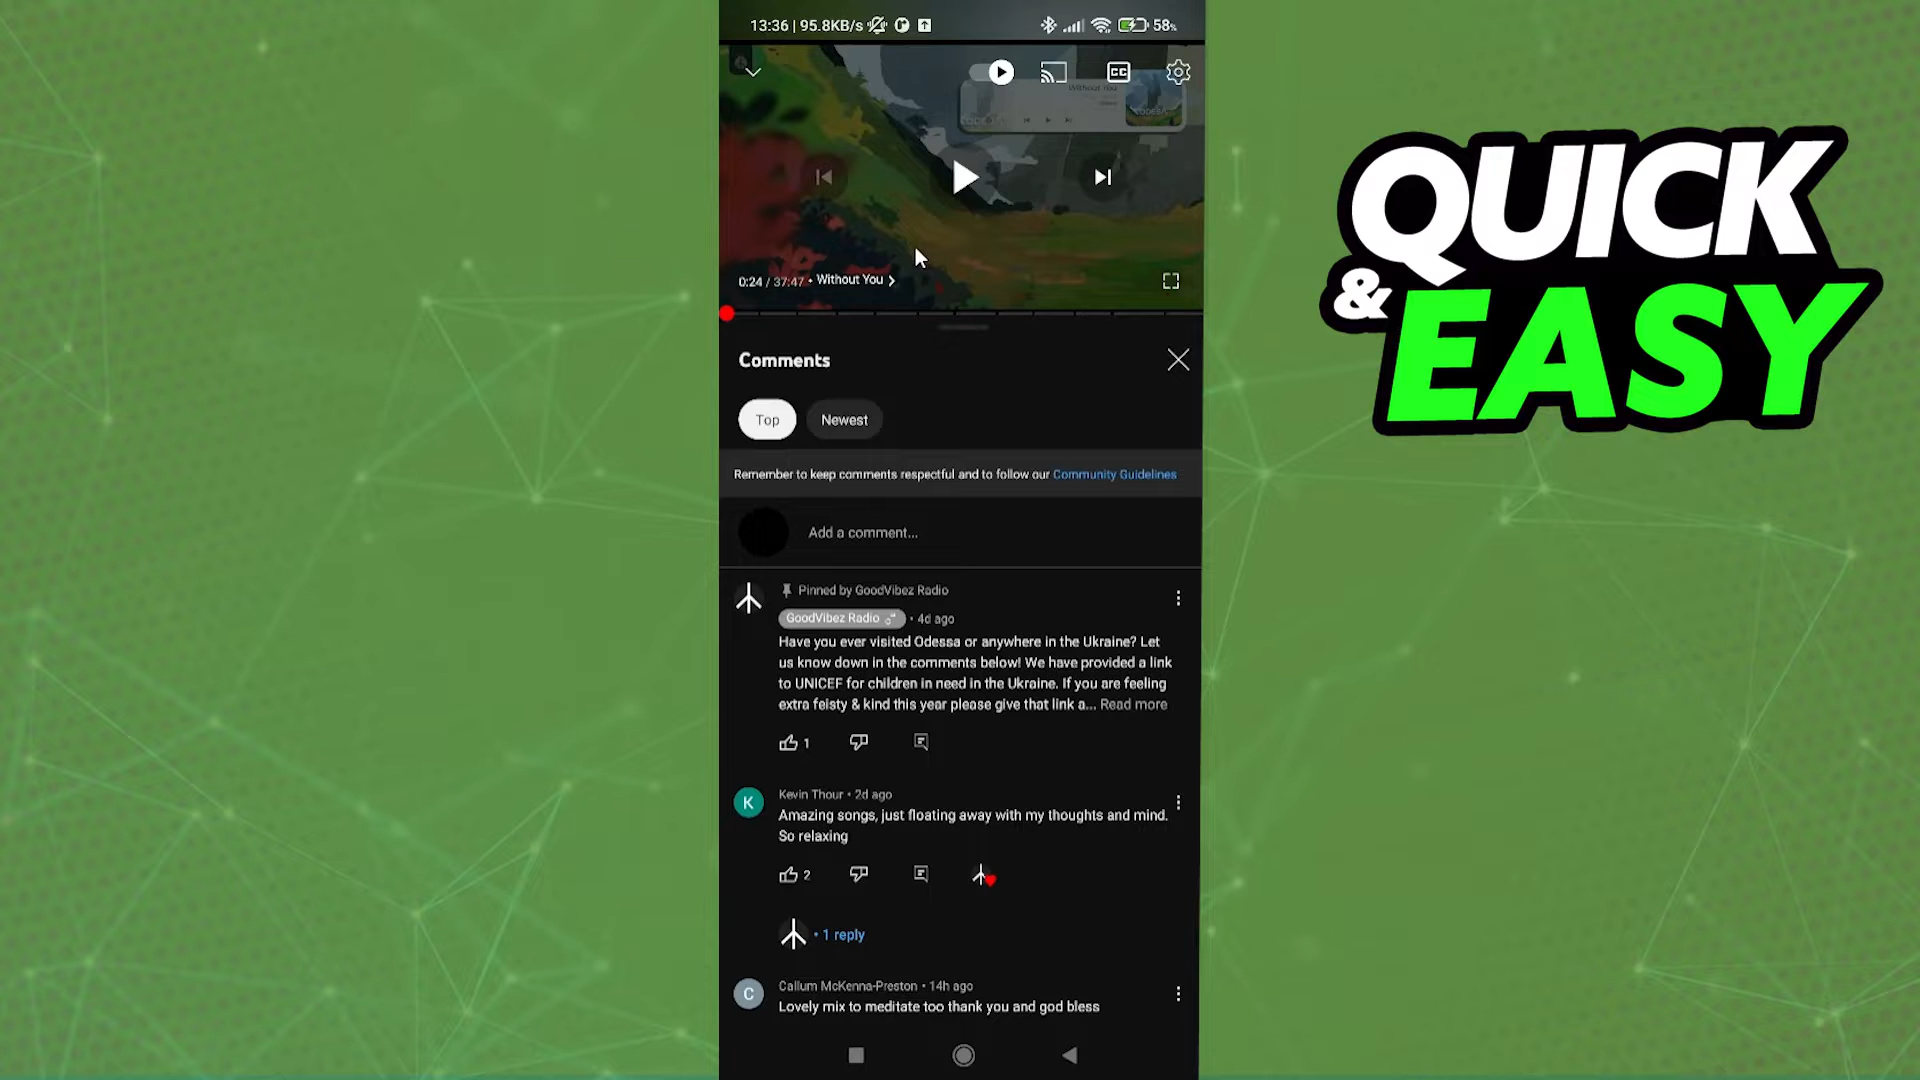 13:36 | 95.8KB/s
58%
CC
Without You
0:24 / 37:47 • Without You
Comments
Top
Newest
Remember to keep comments respectful and to follow our Community Guidelines
Add a comment...
Pinned by GoodVibez Radio
GoodVibez Radio • 4d ago
Have you ever visited Odessa or anywhere in the Ukraine? Let
us know down in the comments below! We have provided a link
to UNICEF for children in need in the Ukraine. If you are feeling
extra feisty & kind this year please give that link a... Read more
1
K
Kevin Thour • 2d ago
Amazing songs, just floating away with my thoughts and mind.
So relaxing
2
• 1 reply
C
Callum McKenna-Preston • 14h ago
Lovely mix to meditate too thank you and god bless
QUICK
& EASY